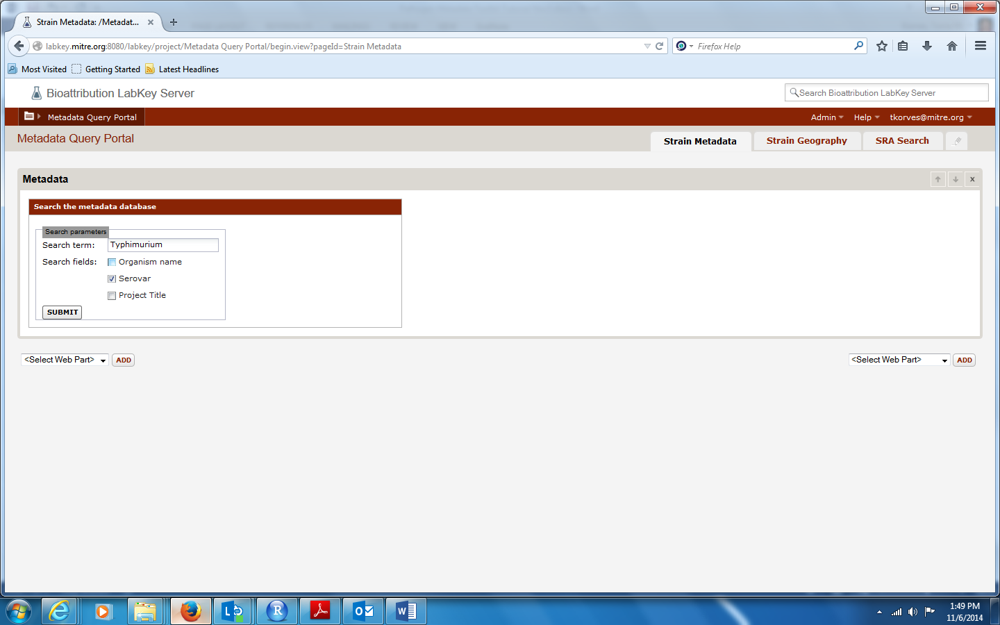 Strain Metadata: /Metadat...
labkey.mitre.org:8080/labkey/project/Metadata Query Portal/begin.view?pageId=Strain Metadata
Firefox Help
Most Visited Getting Started Latest Headlines
Bioattribution LabKey Server
Search Bioattribution LabKey Server
Metadata Query Portal
Admin Help tkorves@mitre.org
Metadata Query Portal
Strain Metadata Strain Geography SRA Search
Metadata
Search the metadata database
Search parameters
Search term: Typhimurium
Search fields: Organism name
Serovar
Project Title
SUBMIT
<Select Web Part> ADD <Select Web Part> ADD
1:49 PM
11/6/2014